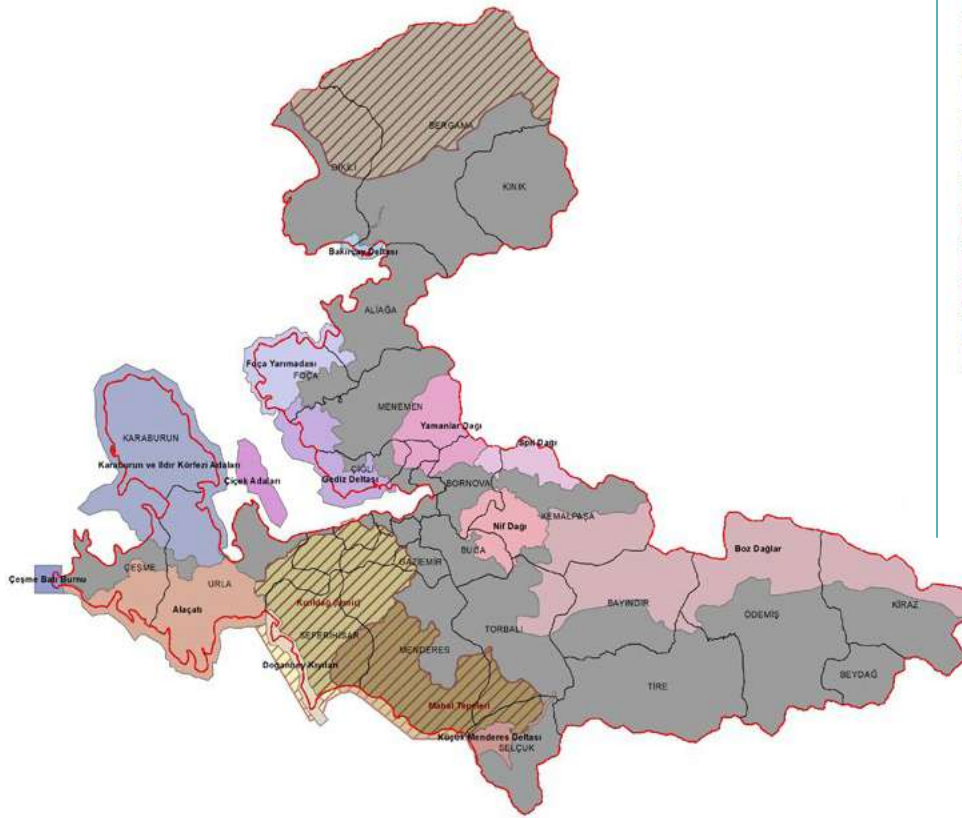 BERGAMA
DİKİLİ
KINIK
Bakırçay Deltası
ALİAĞA
Foça Yarımadası
FOÇA
MENEMEN
Yamanlar Dağı
KARABURUN
Spil Dağı
Karaburun ve Ildır Körfezi Adaları
ÇİĞLİ
Çiçek Adaları
Gediz Deltası
BORNOVA
KEMALPAŞA
Nif Dağı
BUCA
Boz Dağlar
GAZİEMİR
ÇEŞME
Çeşme Batı Burnu
URLA
Alaçatı
BAYINDIR
KİRAZ
ÖDEMİŞ
SEFERİHİSAR
TORBALI
MENDERES
Doğanbey Kıyıları
BEYDAĞ
TİRE
Mahal Tepeleri
Küçük Menderes Deltası
SELÇUK